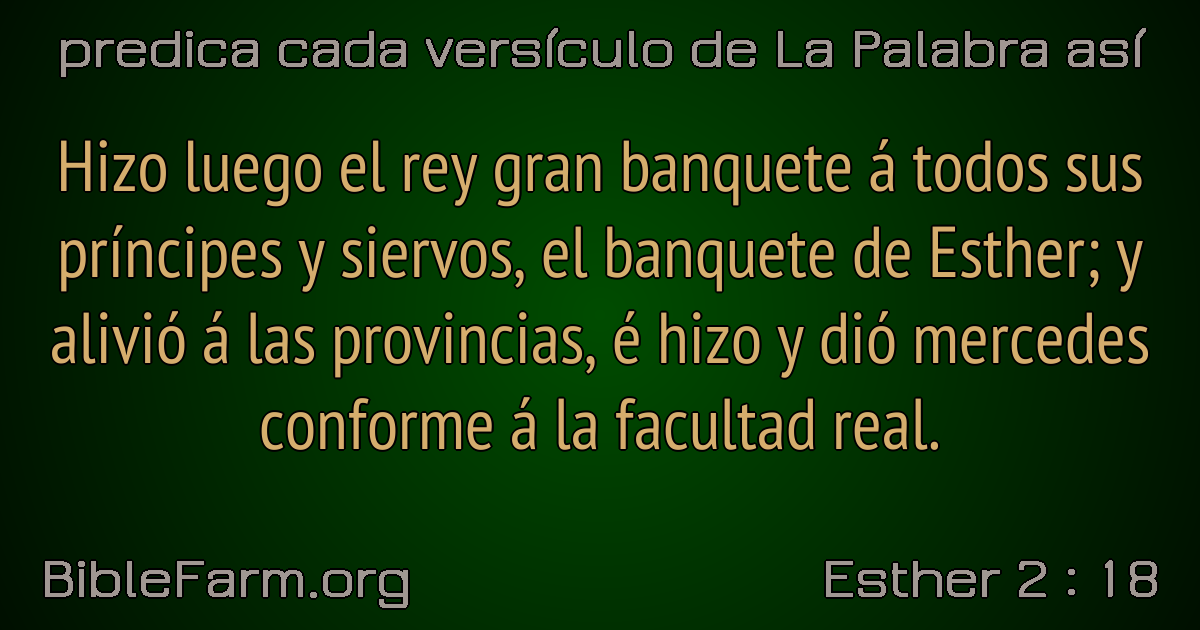 predica cada versículo de La Palabra así
Hizo luego el rey gran banquete á todos sus
príncipes y siervos, el banquete de Esther; y
alivió á las provincias, é hizo y dió mercedes
conforme á la facultad real.
BibleFarm.org
Esther 2 : 18